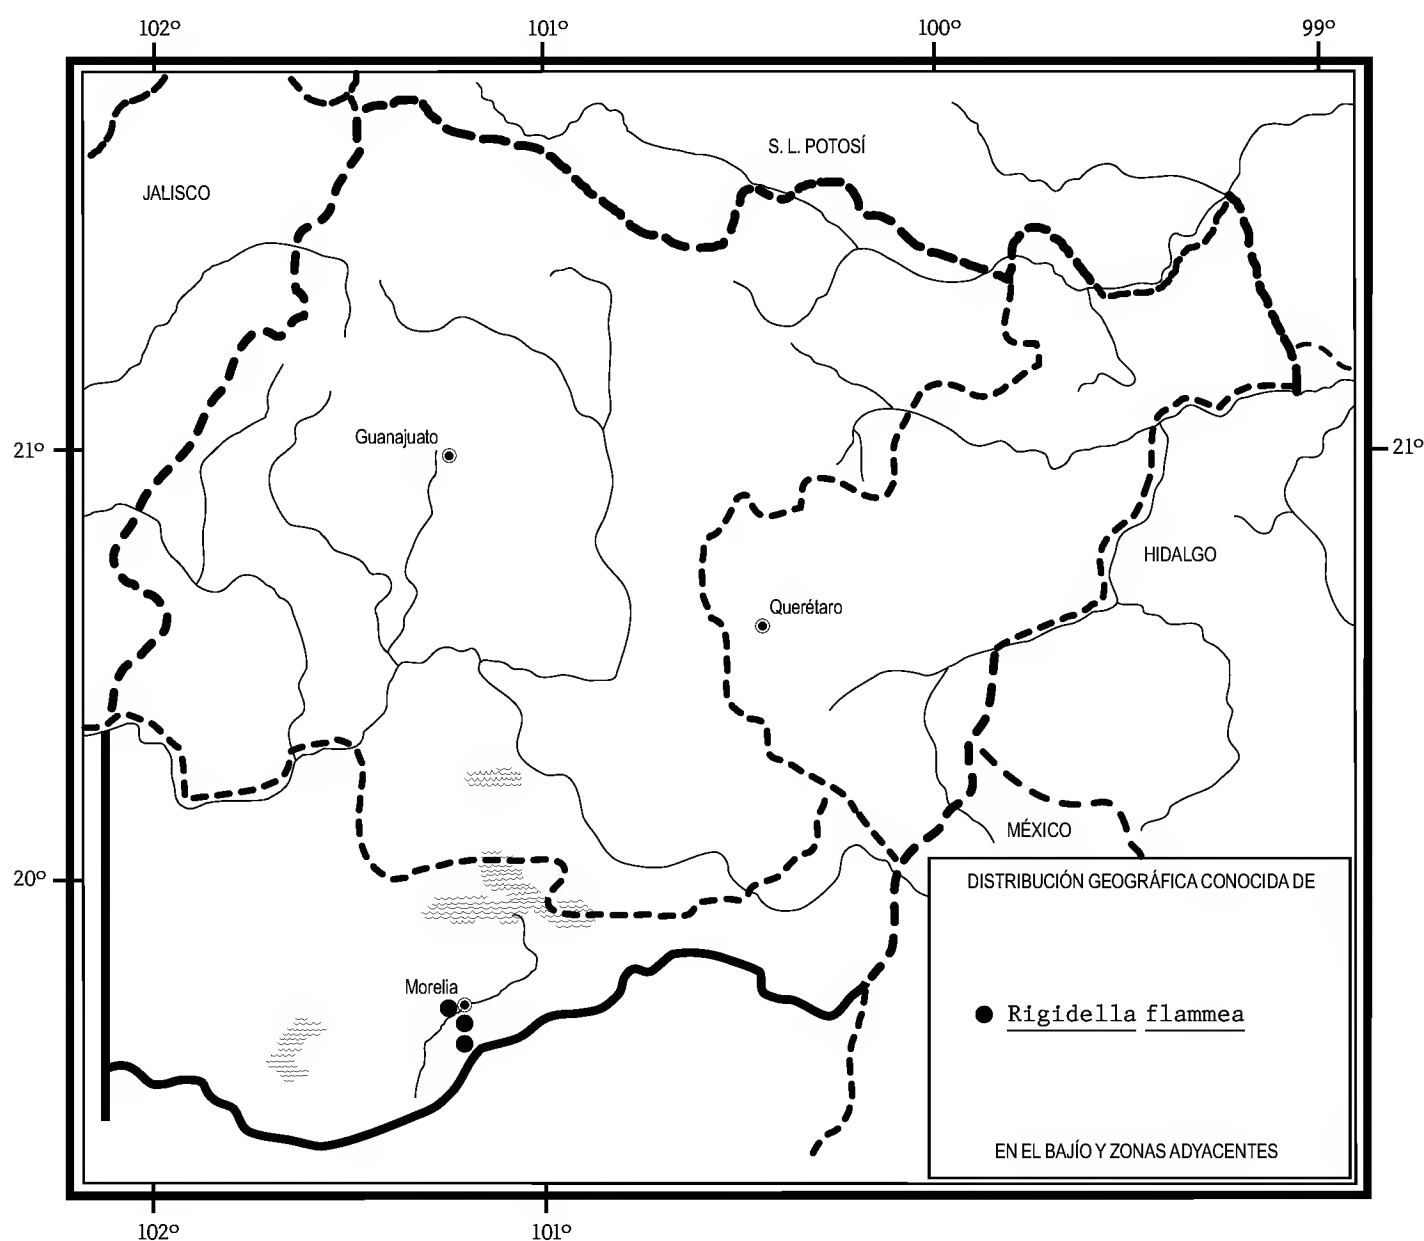 102º 101º 100º 99º
S. L. POTOSÍ
JALISCO
Guanajuato
21º 21º
HIDALGO
Querétaro
MÉXICO
20º
DISTRIBUCIÓN GEOGRÁFICA CONOCIDA DE
Morelia
Rigidella flammea
EN EL BAJÍO Y ZONAS ADYACENTES
102º 101º